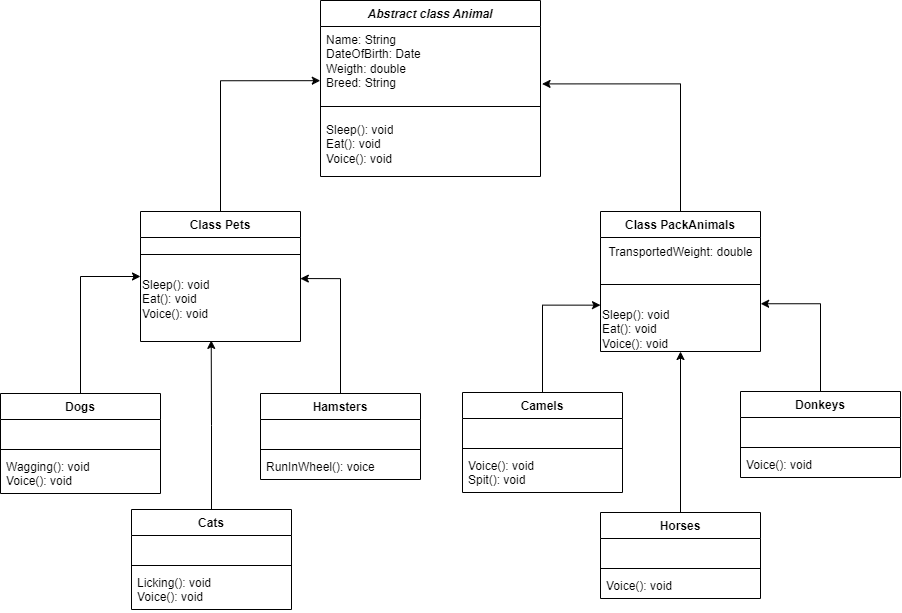 Abstract class Animal
Name: String
DateOfBirth: Date
Weigth: double
Breed: String
Sleep(): void
Eat(): void
Voice(): void
Class Pets
Sleep(): void
Eat(): void
Voice(): void
Class PackAnimals
TransportedWeight: double
Sleep(): void
Eat(): void
Voice(): void
Dogs
Wagging(): void
Voice(): void
Hamsters
RunInWheel(): voice
Camels
Voice(): void
Spit(): void
Donkeys
Voice(): void
Cats
Licking(): void
Voice(): void
Horses
Voice(): void